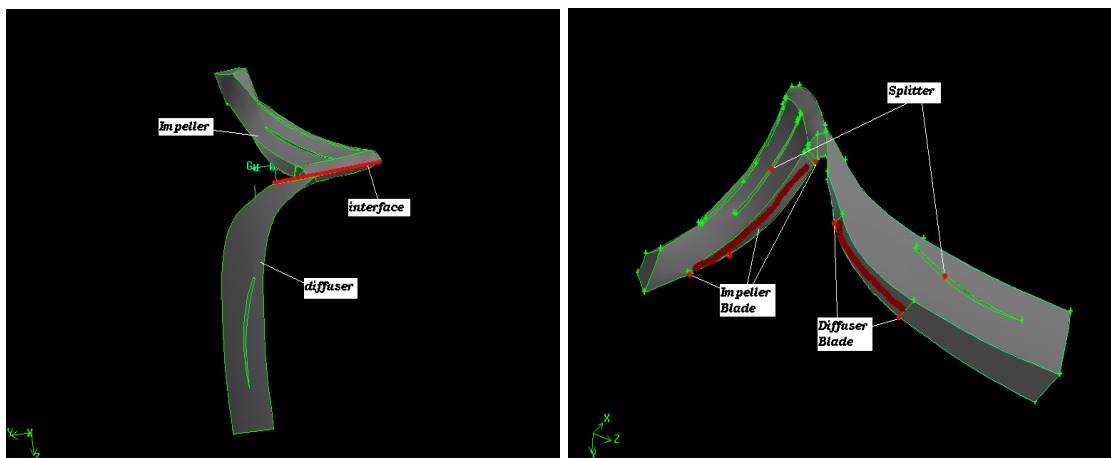 Impeller
interface
diffuser
Y
X
Z
Splitter
Impeller
Blade
Diffuser
Blade
X
Z
Y